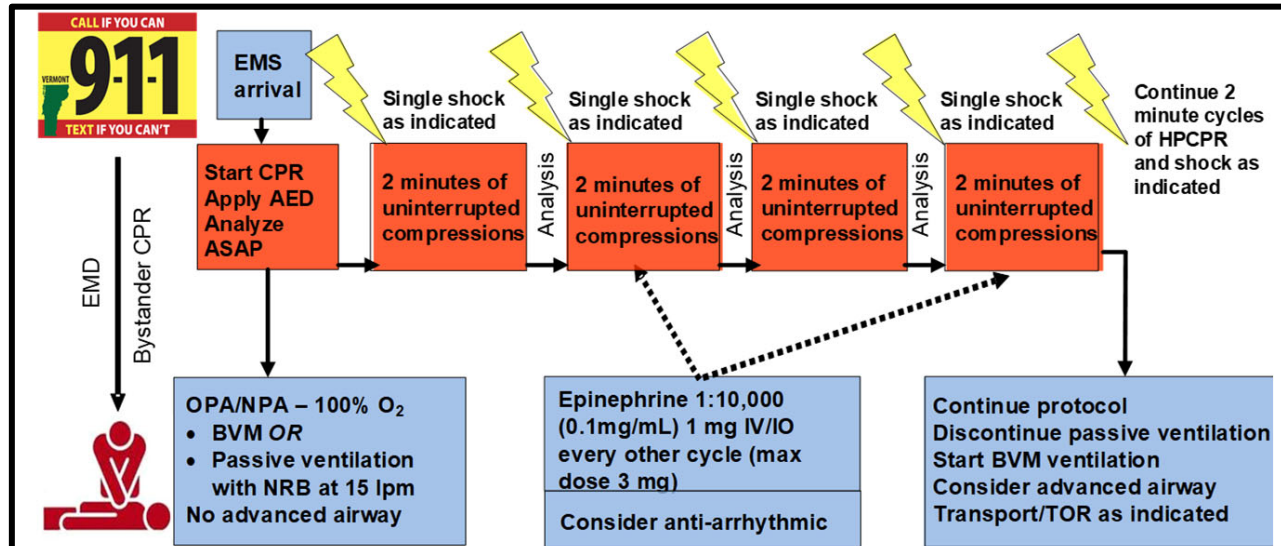 CALL IF YOU CAN
VERMONT
9-1-1
TEXT IF YOU CAN'T
EMD
Bystander CPR
EMS
arrival
Start CPR
Apply AED
Analyze
ASAP
Single shock
as indicated
2 minutes of
uninterrupted
compressions
Analysis
Single shock
as indicated
2 minutes of
uninterrupted
compressions
Analysis
Single shock
as indicated
2 minutes of
uninterrupted
compressions
Analysis
Single shock
as indicated
2 minutes of
uninterrupted
compressions
Continue 2
minute cycles
of HPCPR
and shock as
indicated
OPA/NPA – 100% O₂
• BVM OR
• Passive ventilation
with NRB at 15 lpm
No advanced airway
Epinephrine 1:10,000
(0.1mg/mL) 1 mg IV/IO
every other cycle (max
dose 3 mg)
Consider anti-arrhythmic
Continue protocol
Discontinue passive ventilation
Start BVM ventilation
Consider advanced airway
Transport/TOR as indicated